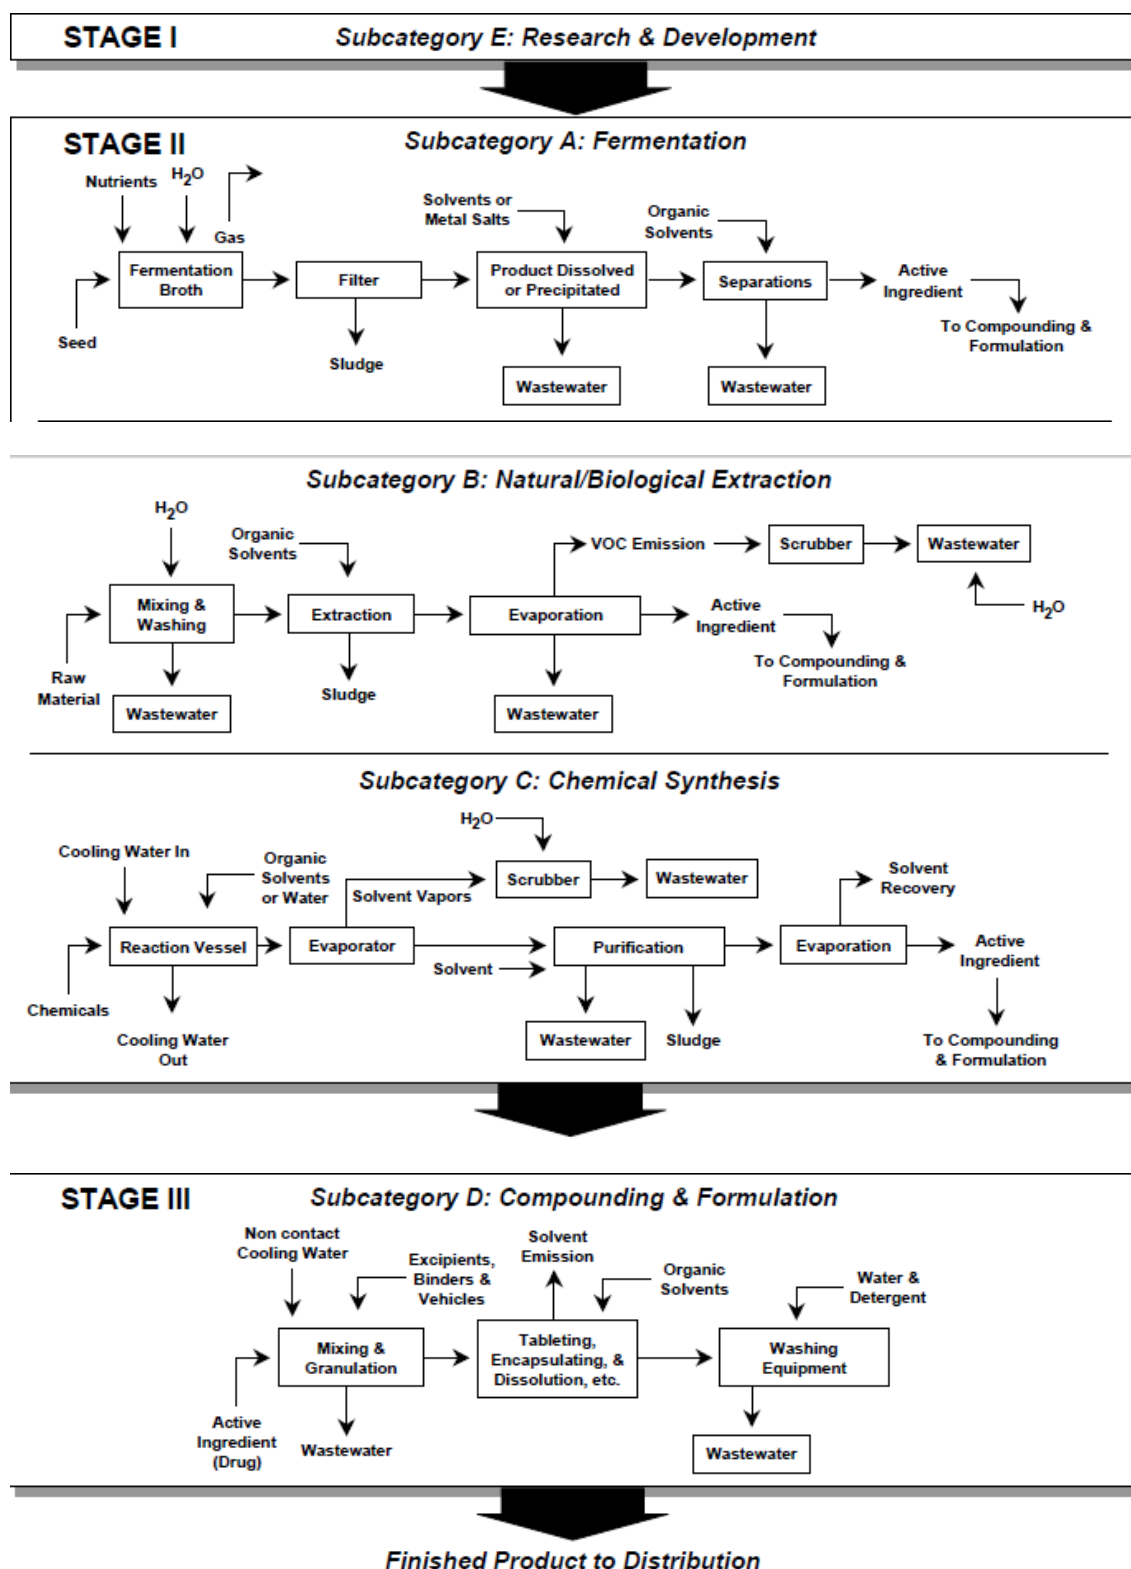 STAGE I
Subcategory E: Research & Development
STAGE II
Subcategory A: Fermentation
Nutrients
H2O
Gas
Solvents or
Metal Salts
Organic
Solvents
Fermentation
Broth
Filter
Product Dissolved
or Precipitated
Separations
Active
Ingredient
Seed
Sludge
Wastewater
Wastewater
To Compounding &
Formulation
Subcategory B: Natural/Biological Extraction
H2O
Organic
Solvents
VOC Emission
Scrubber
Wastewater
Mixing &
Washing
Extraction
Evaporation
Active
Ingredient
H2O
Raw
Material
Wastewater
Sludge
Wastewater
To Compounding &
Formulation
Subcategory C: Chemical Synthesis
H2O
Cooling Water In
Organic
Solvents
or Water
Solvent Vapors
Scrubber
Wastewater
Solvent
Recovery
Reaction Vessel
Evaporator
Solvent
Purification
Evaporation
Active
Ingredient
Chemicals
Cooling Water
Out
Wastewater
Sludge
To Compounding
& Formulation
STAGE III
Subcategory D: Compounding & Formulation
Non contact
Cooling Water
Excipients,
Binders &
Vehicles
Solvent
Emission
Organic
Solvents
Water &
Detergent
Mixing &
Granulation
Tableting,
Encapsulating, &
Dissolution, etc.
Washing
Equipment
Active
Ingredient
(Drug)
Wastewater
Wastewater
Finished Product to Distribution